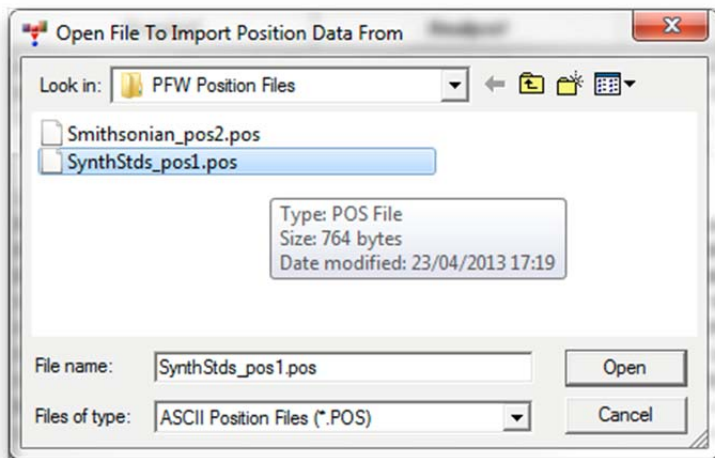 Open File To Import Position Data From
Look in: PFW Position Files
Smithsonian_pos2.pos
SynthStds_pos1.pos
Type: POS File
Size: 764 bytes
Date modified: 23/04/2013 17:19
File name: SynthStds_pos1.pos Open
Files of type: ASCII Position Files (*.POS) Cancel